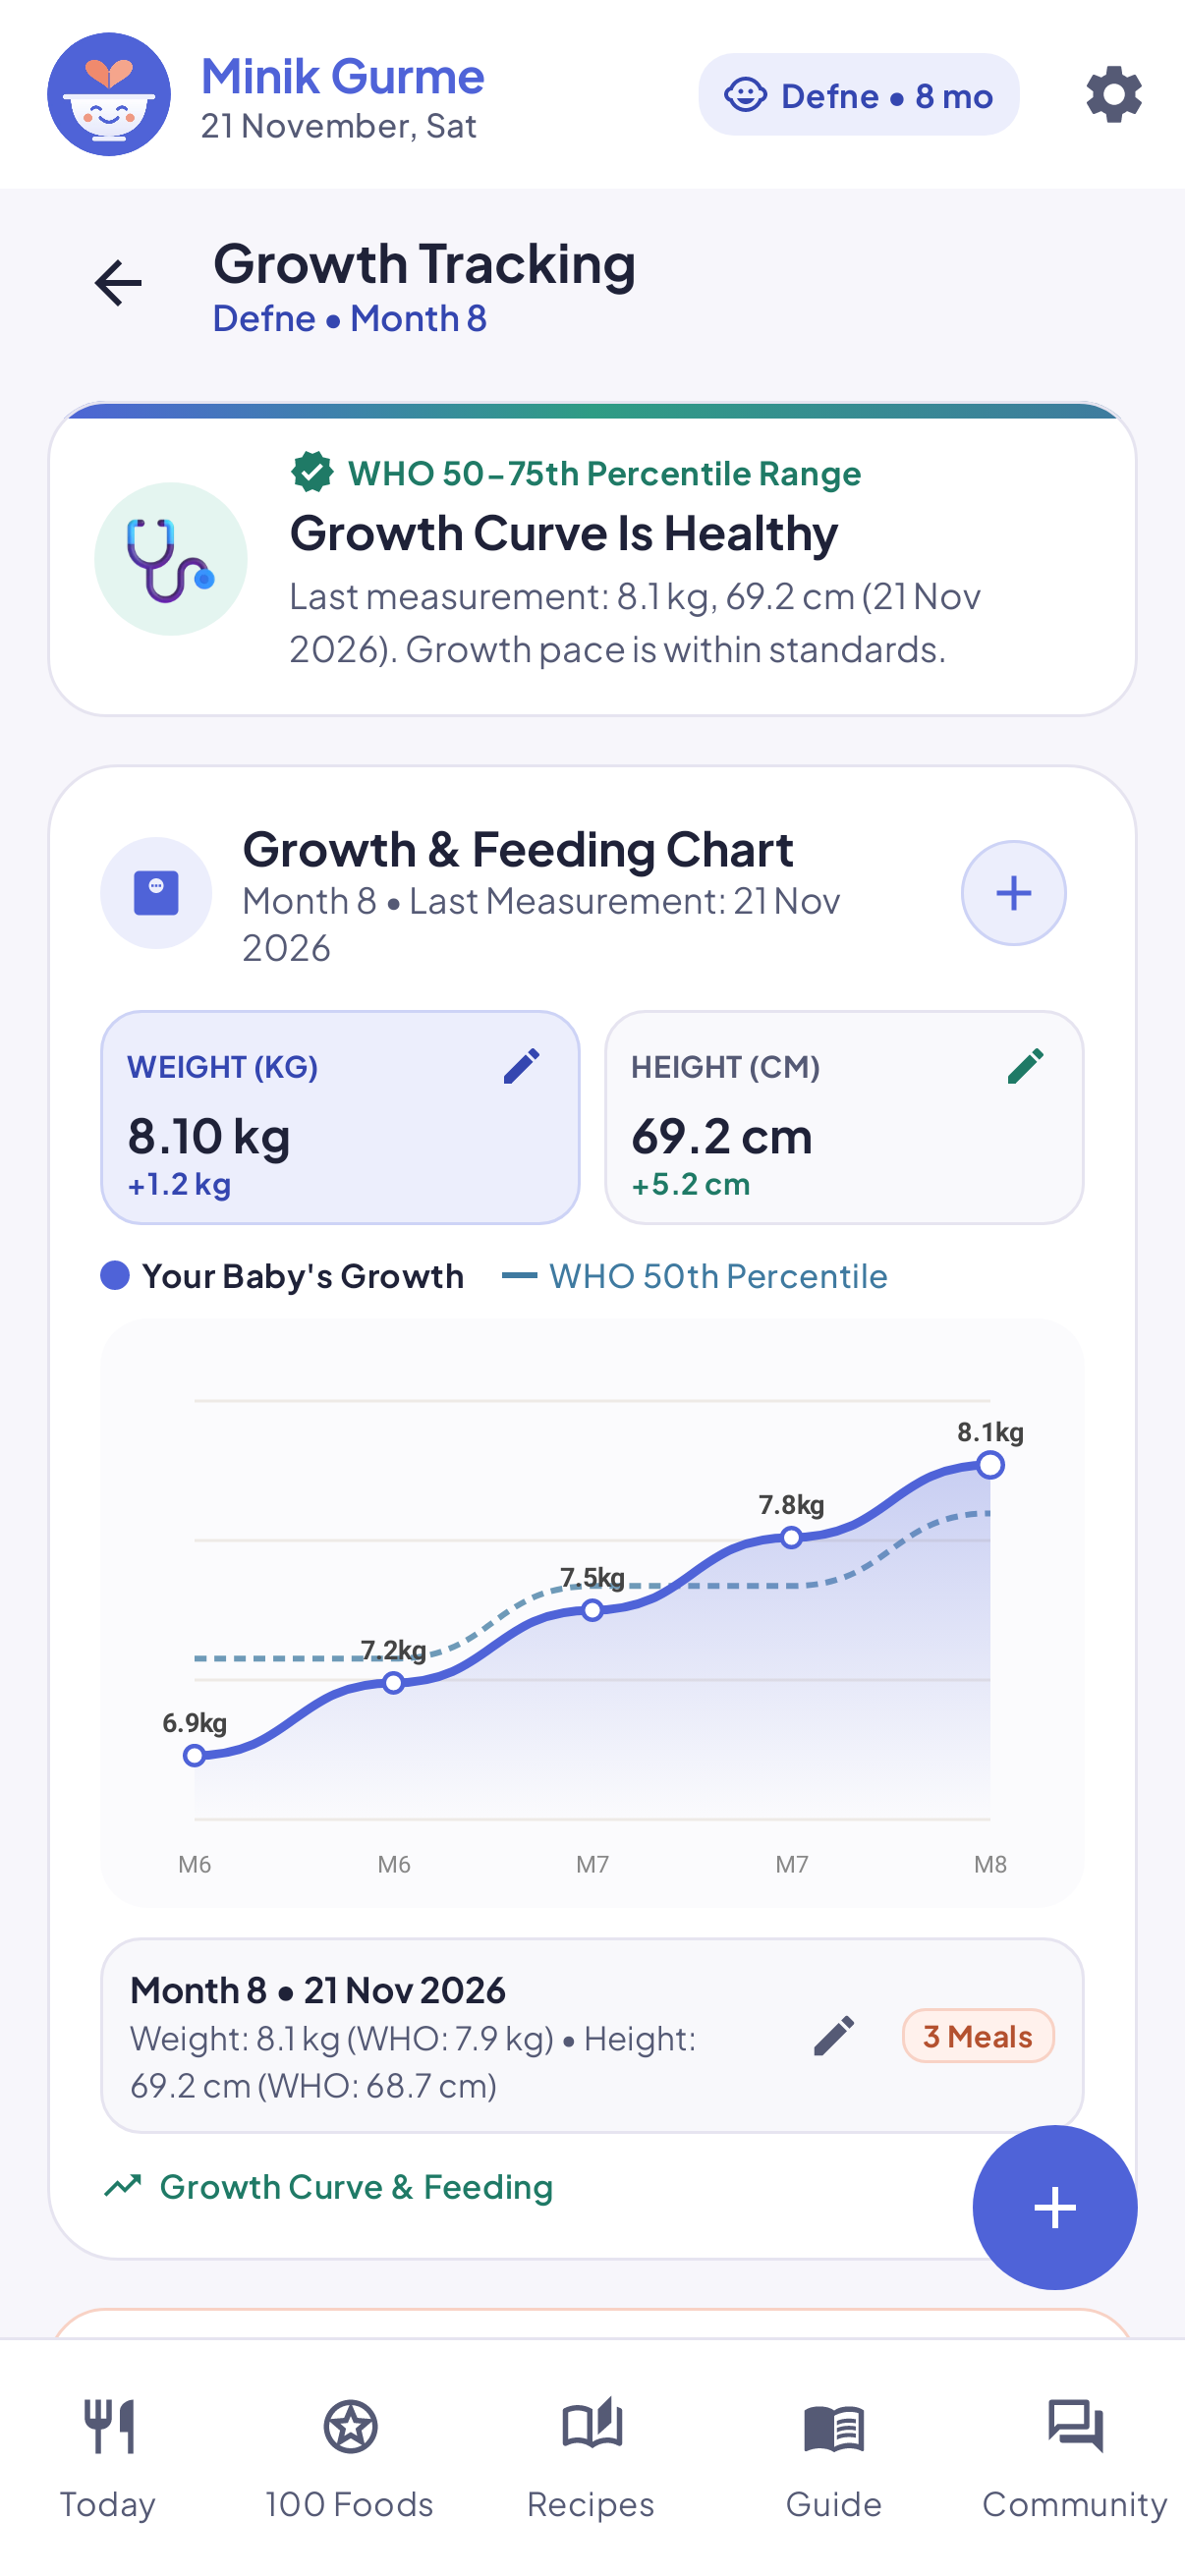 Minik Gurme
21 November, Sat
Defne • 8 mo
Growth Tracking
Defne • Month 8
WHO 50–75th Percentile Range
Growth Curve Is Healthy
Last measurement: 8.1 kg, 69.2 cm (21 Nov
2026). Growth pace is within standards.
Growth & Feeding Chart
Month 8 • Last Measurement: 21 Nov
2026
WEIGHT (KG)
8.10 kg
+1.2 kg
HEIGHT (CM)
69.2 cm
+5.2 cm
Your Baby's Growth
WHO 50th Percentile
8.1kg
7.8kg
7.5kg
7.2kg
6.9kg
M6 M6 M7 M7 M8
Month 8 • 21 Nov 2026
Weight: 8.1 kg (WHO: 7.9 kg) • Height:
69.2 cm (WHO: 68.7 cm)
3 Meals
Growth Curve & Feeding
Today
100 Foods
Recipes
Guide
Community